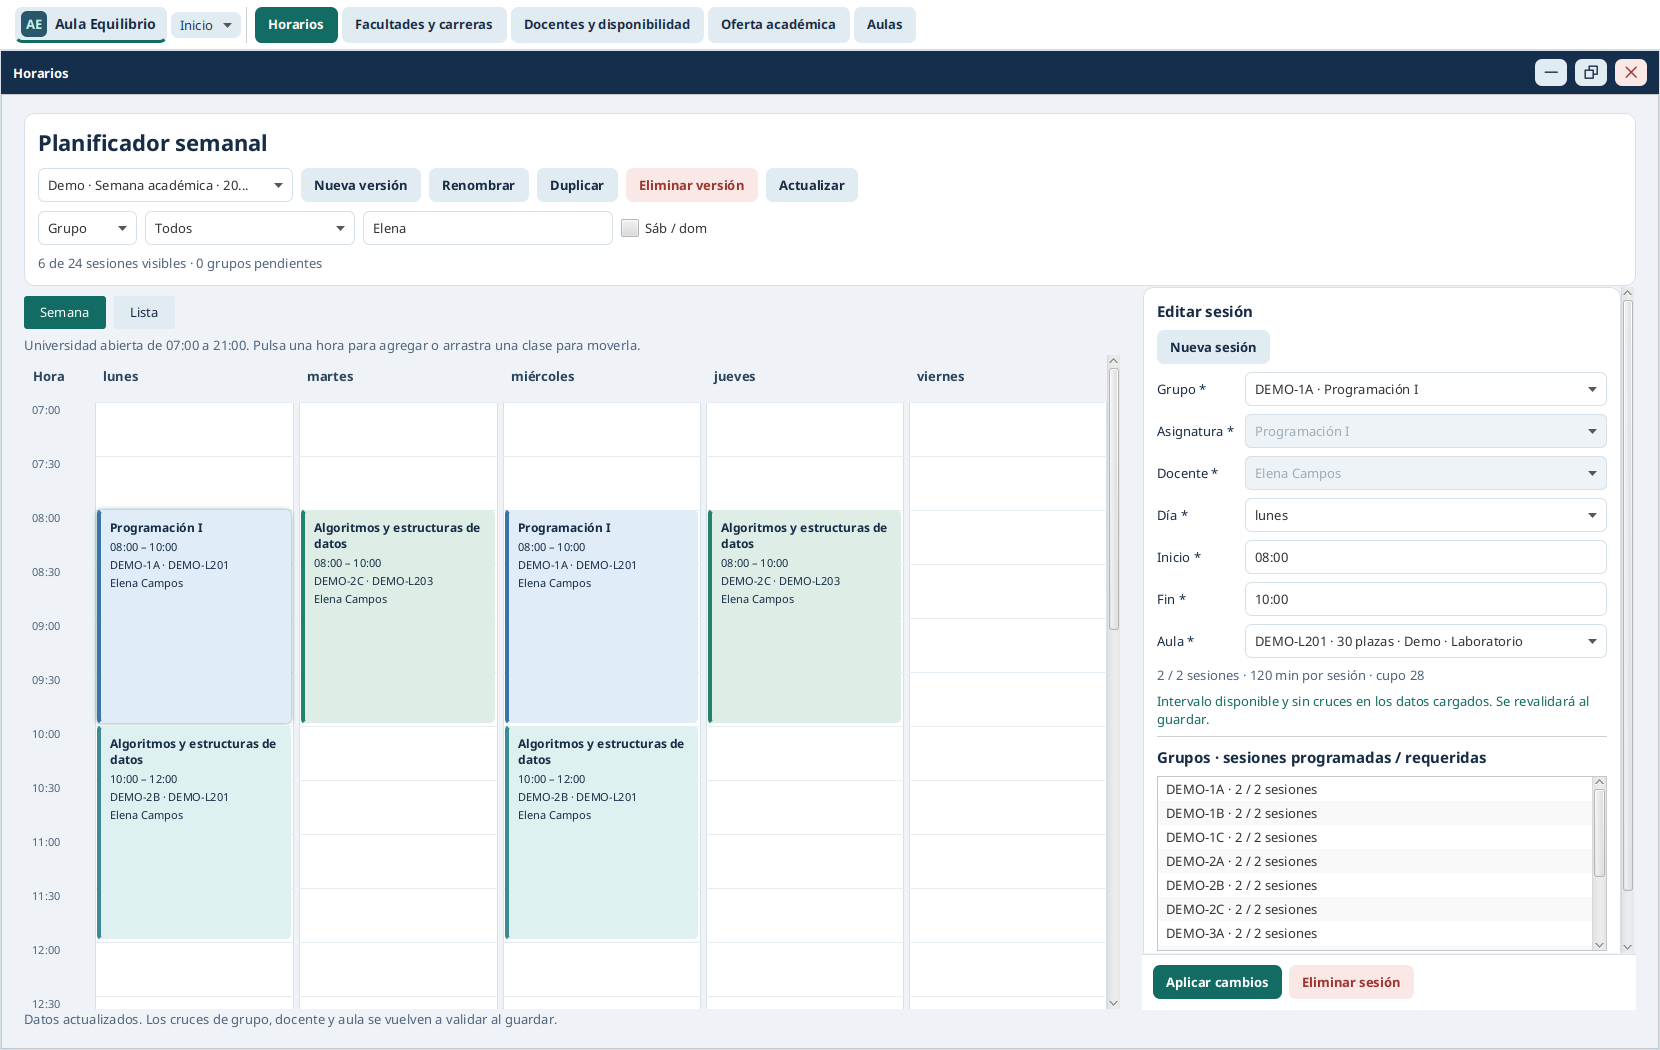 AE Aula Equilibrio Inicio Horarios Facultades y carreras Docentes y disponibilidad Oferta académica Aulas
Horarios
Planificador semanal
Demo · Semana académica · 20... Nueva versión Renombrar Duplicar Eliminar versión Actualizar
Grupo Todos Elena Sáb / dom
6 de 24 sesiones visibles · 0 grupos pendientes
Semana Lista
Universidad abierta de 07:00 a 21:00. Pulsa una hora para agregar o arrastra una clase para moverla.
Hora lunes martes miércoles jueves viernes
07:00
07:30
08:00
08:30
09:00
09:30
10:00
10:30
11:00
11:30
12:00
12:30
Programación I
08:00 – 10:00
DEMO-1A · DEMO-L201
Elena Campos
Algoritmos y estructuras de
datos
10:00 – 12:00
DEMO-2B · DEMO-L201
Elena Campos
Algoritmos y estructuras de
datos
08:00 – 10:00
DEMO-2C · DEMO-L203
Elena Campos
Programación I
08:00 – 10:00
DEMO-1A · DEMO-L201
Elena Campos
Algoritmos y estructuras de
datos
10:00 – 12:00
DEMO-2B · DEMO-L201
Elena Campos
Algoritmos y estructuras de
datos
08:00 – 10:00
DEMO-2C · DEMO-L203
Elena Campos
Datos actualizados. Los cruces de grupo, docente y aula se vuelven a validar al guardar.
Editar sesión
Nueva sesión
Grupo * DEMO-1A · Programación I
Asignatura * Programación I
Docente * Elena Campos
Día * lunes
Inicio * 08:00
Fin * 10:00
Aula * DEMO-L201 · 30 plazas · Demo · Laboratorio
2 / 2 sesiones · 120 min por sesión · cupo 28
Intervalo disponible y sin cruces en los datos cargados. Se revalidará al
guardar.
Grupos · sesiones programadas / requeridas
DEMO-1A · 2 / 2 sesiones
DEMO-1B · 2 / 2 sesiones
DEMO-1C · 2 / 2 sesiones
DEMO-2A · 2 / 2 sesiones
DEMO-2B · 2 / 2 sesiones
DEMO-2C · 2 / 2 sesiones
DEMO-3A · 2 / 2 sesiones
Aplicar cambios Eliminar sesión